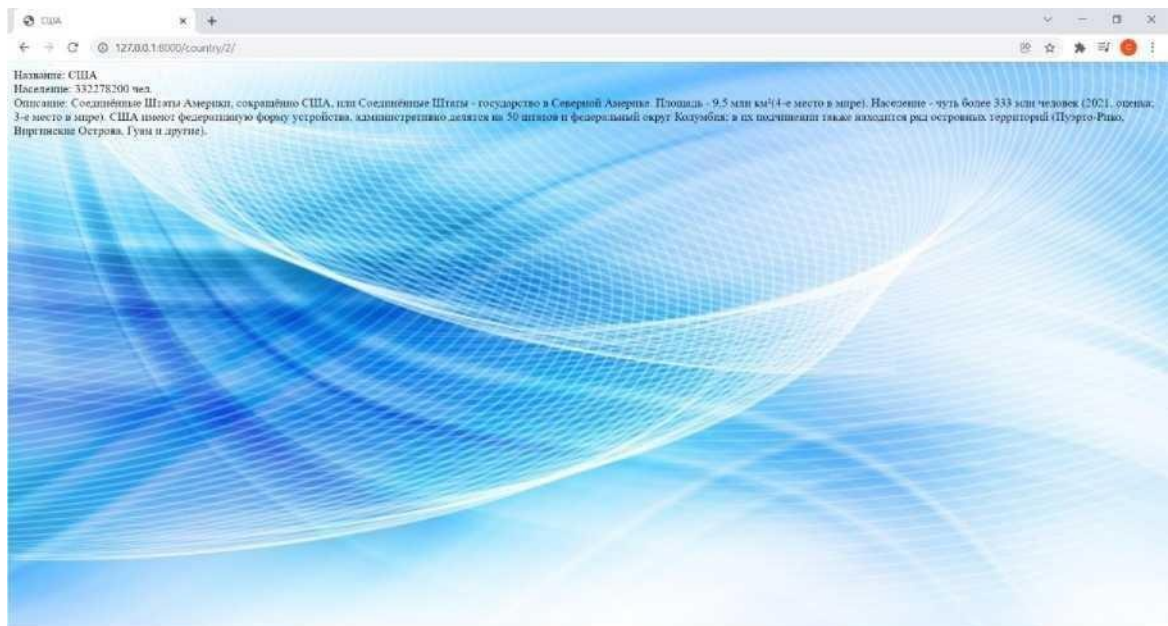 США
127.0.0.1:8000/country/2/
Название: США
Население: 332278200 чел.
Описание: Соединённые Штаты Америки, сокращённо США, или Соединённые Штаты - государство в Северной Америке. Площадь - 9,5 млн км²(4-е место в мире). Население - чуть более 333 млн человек (2021, оценка;
3-е место в мире). США имеют федеративную форму устройства, административно делятся на 50 штатов и федеральный округ Колумбия; в их подчинении также находится ряд островных территорий (Пуэрто-Рико,
Виргинские Острова, Гуам и другие).